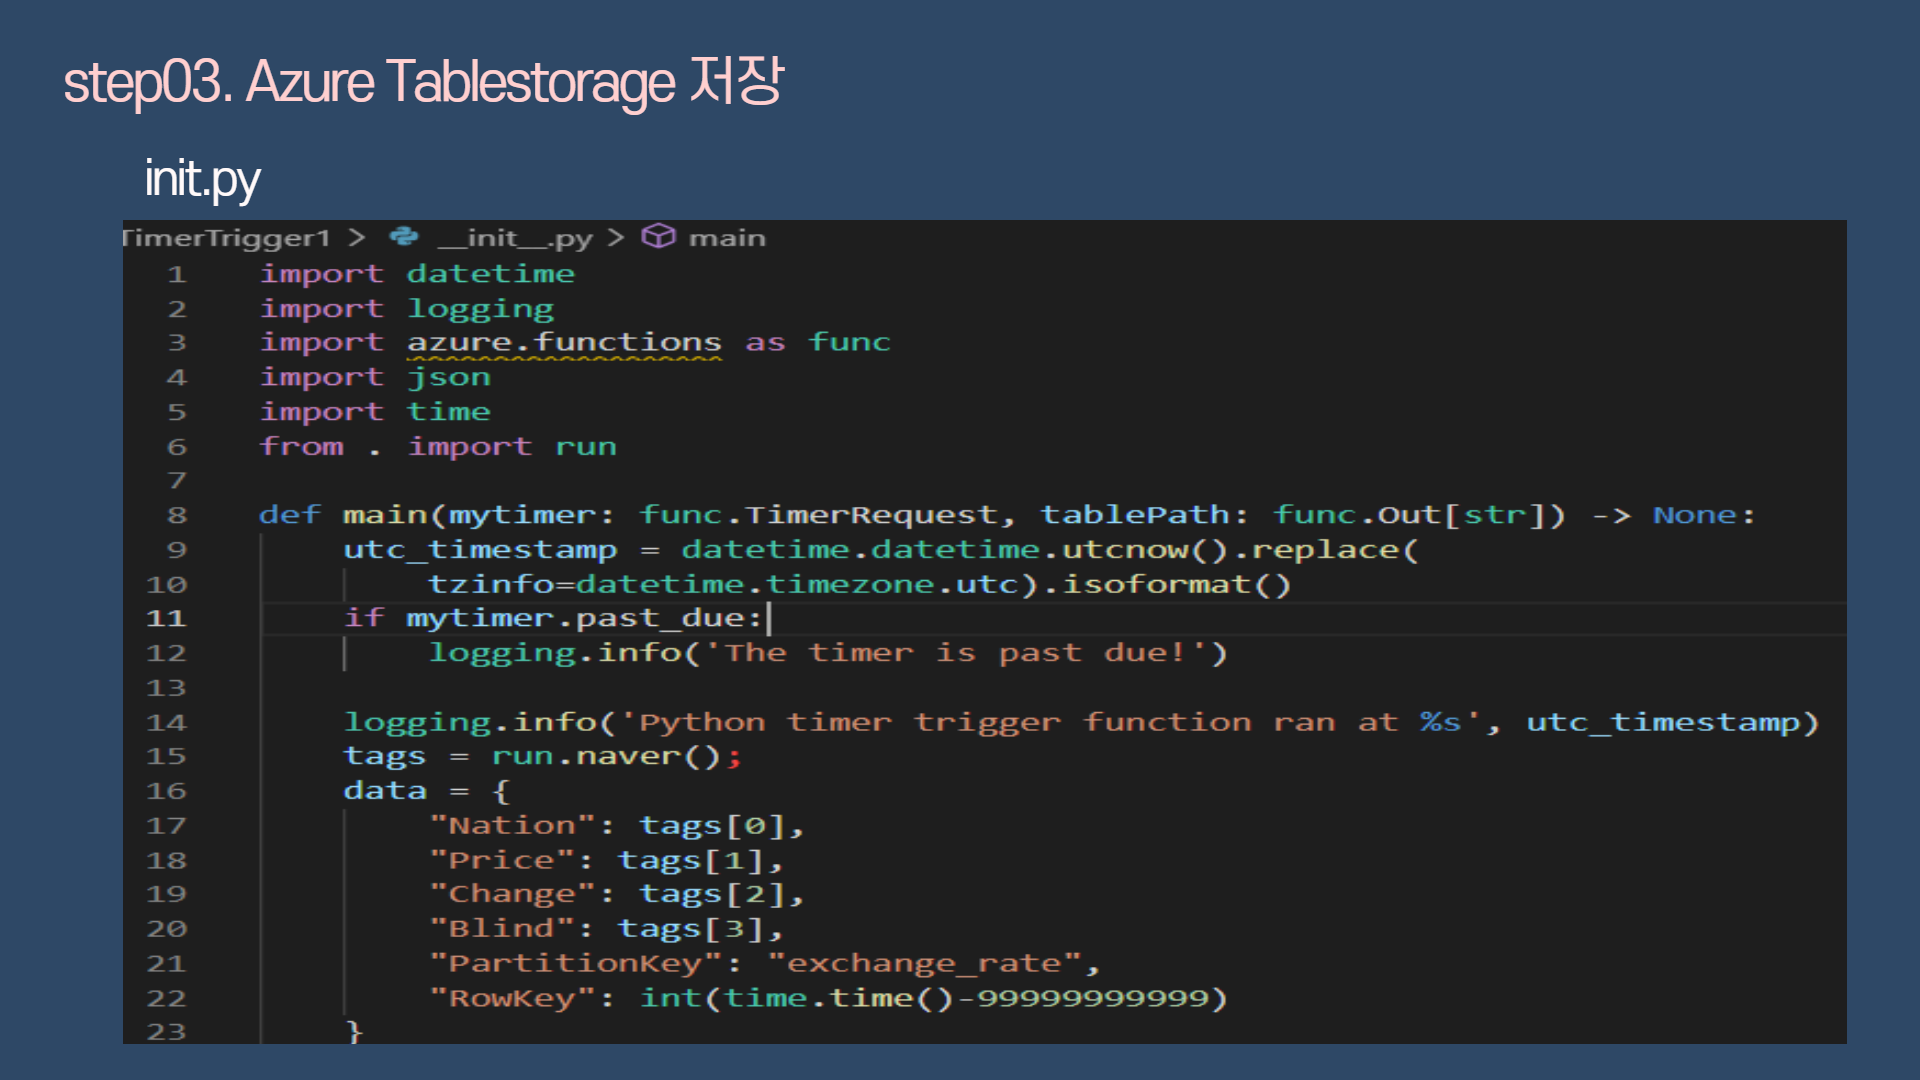 step03. Azure Tablestorage 저장
init.py
TimerTrigger1 > __init__.py > main
1 import datetime
2 import logging
3 import azure.functions as func
4 import json
5 import time
6 from . import run
7
8 def main(mytimer: func.TimerRequest, tablePath: func.Out[str]) -> None:
9     utc_timestamp = datetime.datetime.utcnow().replace(
10         tzinfo=datetime.timezone.utc).isoformat()
11     if mytimer.past_due:
12         logging.info('The timer is past due!')
13
14     logging.info('Python timer trigger function ran at %s', utc_timestamp)
15     tags = run.naver();
16     data = {
17         "Nation": tags[0],
18         "Price": tags[1],
19         "Change": tags[2],
20         "Blind": tags[3],
21         "PartitionKey": "exchange_rate",
22         "RowKey": int(time.time()-99999999999)
23     }